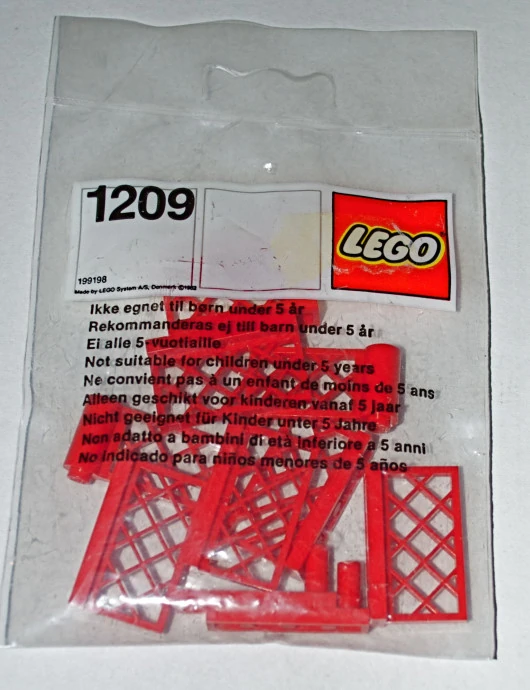 1209
LEGO
199198
Made by LEGO System A/S, Denmark ©1982
Ikke egnet til børn under 5 år
Rekommanderas ej till barn under 5 år
Ei alle 5-vuotiaille
Not suitable for children under 5 years
Ne convient pas à un enfant de moins de 5 ans
Alleen geschikt voor kinderen vanaf 5 jaar
Nicht geeignet für Kinder unter 5 Jahre
Non adatto a bambini di età inferiore a 5 anni
No indicado para niños menores de 5 años